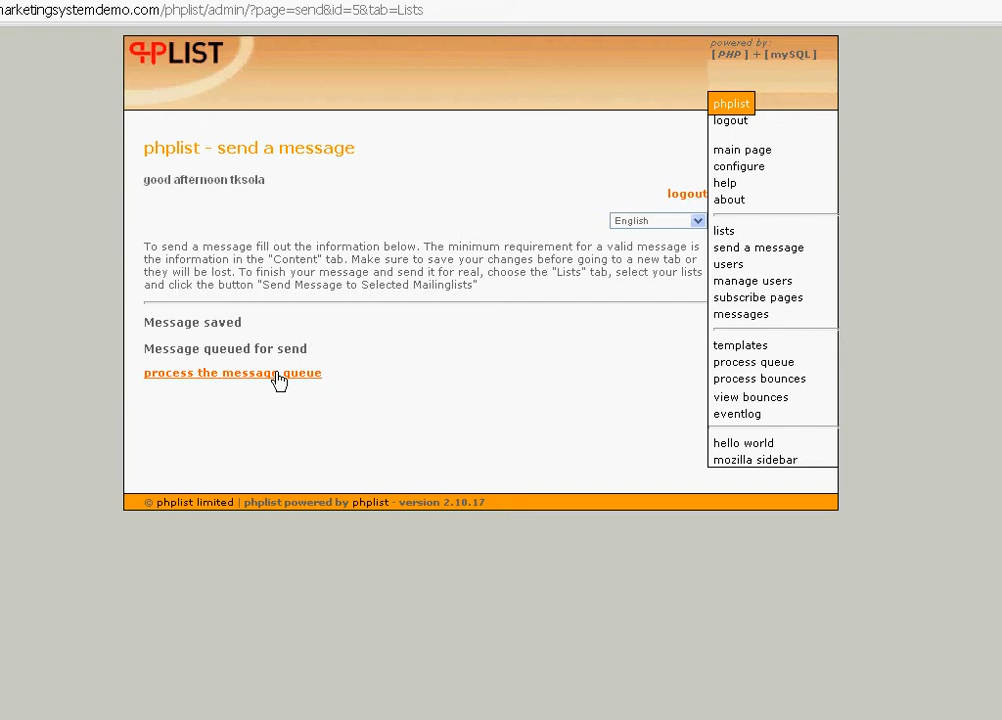 marketingsystemdemo.com/phplist/admin/?page=send&id=5&tab=Lists
PHPLIST
powered by:
[PHP] + [mySQL]
phplist
logout
main page
configure
help
about
lists
send a message
users
manage users
subscribe pages
messages
templates
process queue
process bounces
view bounces
eventlog
hello world
mozilla sidebar
phplist - send a message
good afternoon tksola
logout
English
To send a message fill out the information below. The minimum requirement for a valid message is
the information in the "Content" tab. Make sure to save your changes before going to a new tab or
they will be lost. To finish your message and send it for real, choose the "Lists" tab, select your lists
and click the button "Send Message to Selected Mailinglists"
Message saved
Message queued for send
process the message queue
© phplist limited | phplist powered by phplist - version 2.10.17